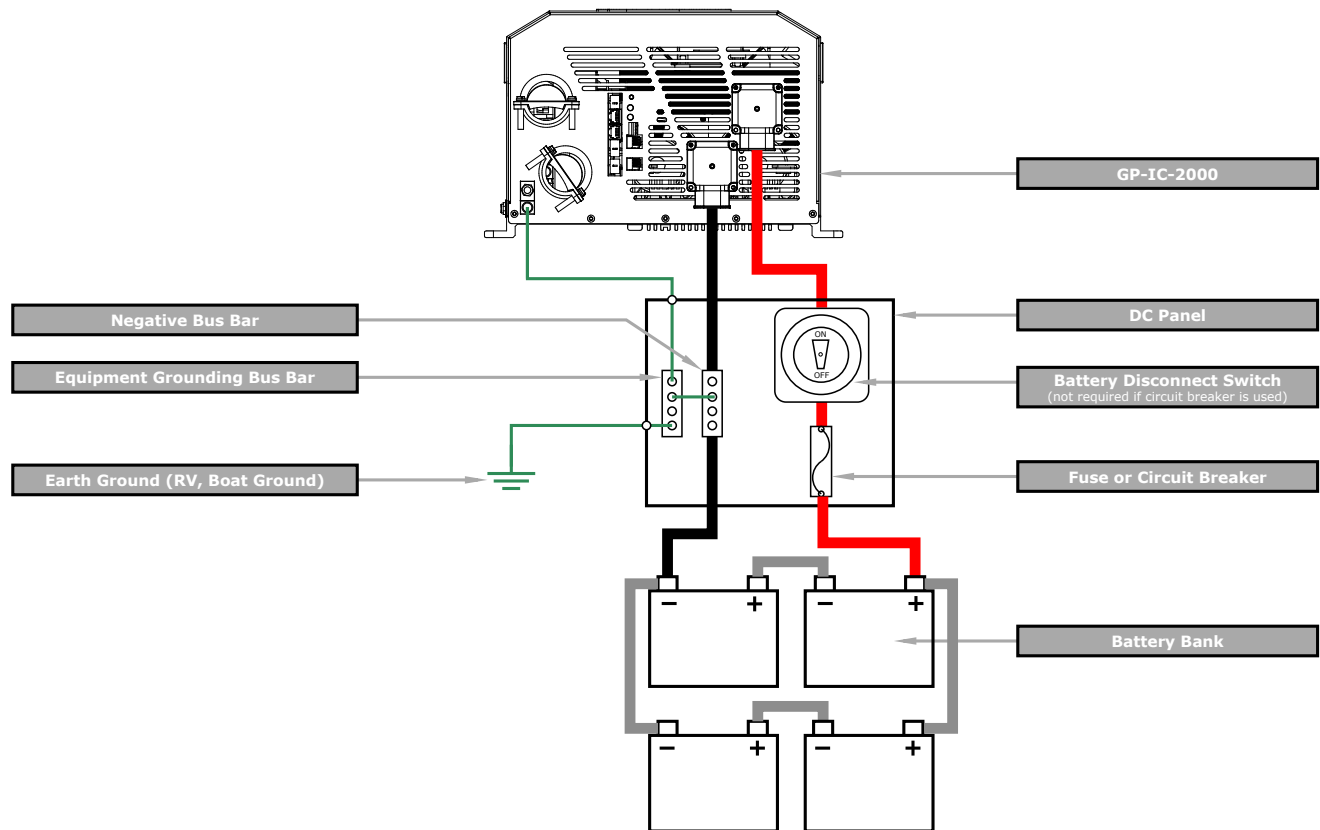 GP-IC-2000
Negative Bus Bar
DC Panel
ON
OFF
Equipment Grounding Bus Bar
Battery Disconnect Switch
(not required if circuit breaker is used)
Earth Ground (RV, Boat Ground)
Fuse or Circuit Breaker
− + − +
Battery Bank
− + − +